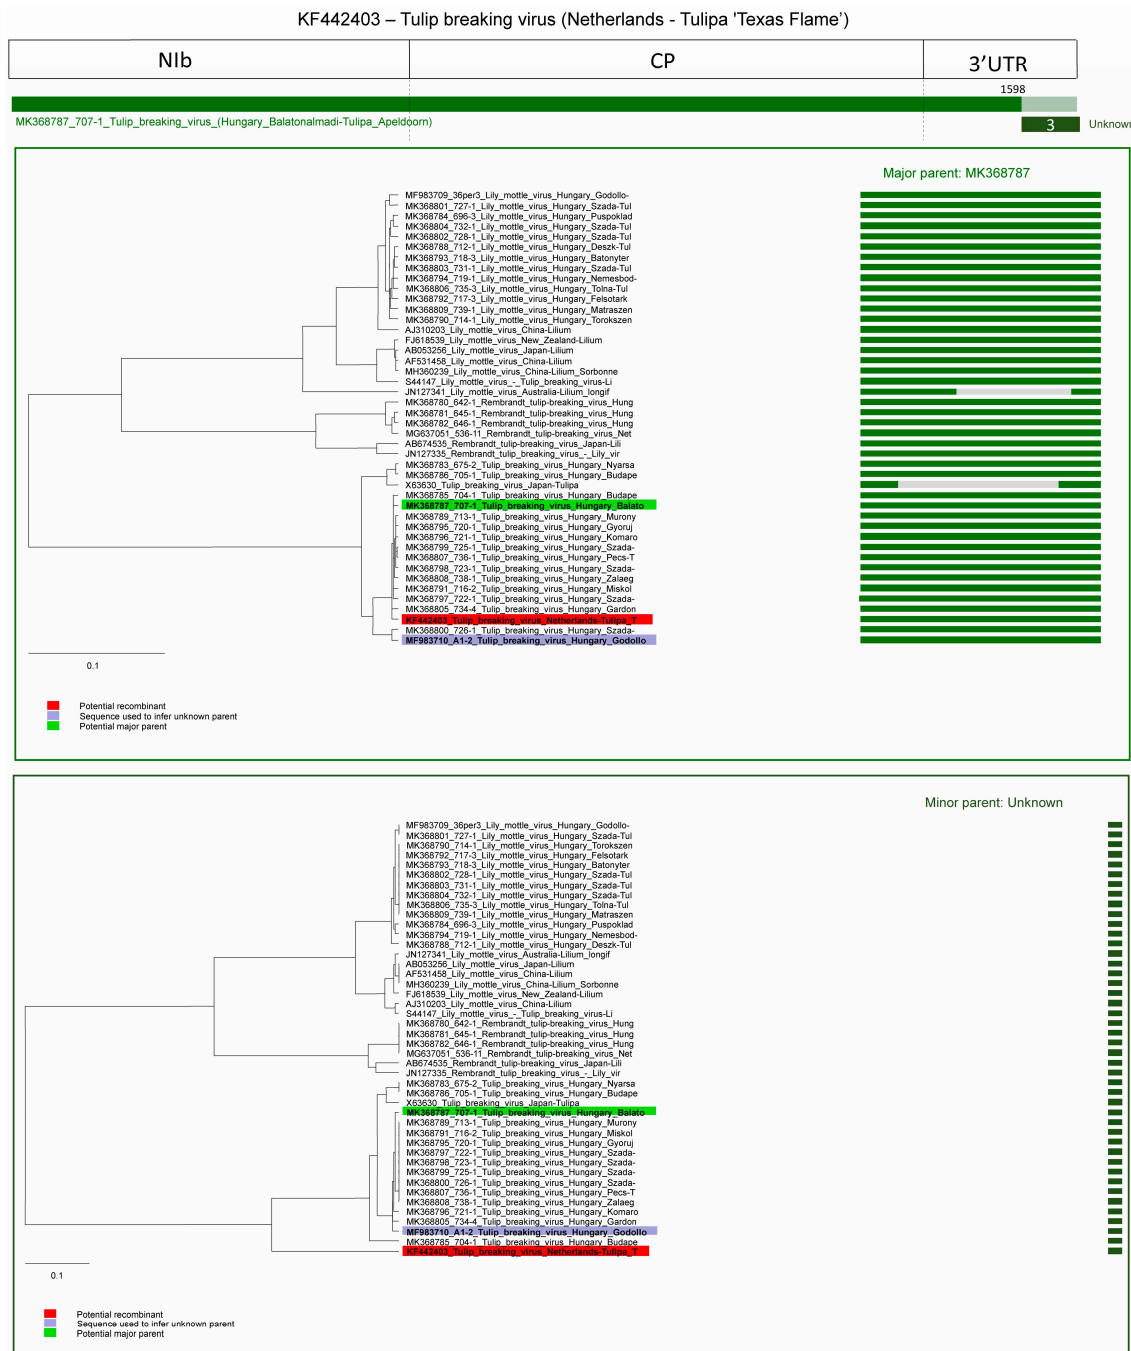 KF442403 – Tulip breaking virus (Netherlands - Tulipa 'Texas Flame’)
NIb
CP
3’UTR
1598
MK368787_707-1_Tulip_breaking_virus_(Hungary_Balatonalmadi-Tulipa_Apeldoorn)
3
Unknown
Major parent: MK368787
MF983709_36per3_Lily_mottle_virus_Hungary_Godollo-
MK368801_727-1_Lily_mottle_virus_Hungary_Szada-Tul
MK368784_696-3_Lily_mottle_virus_Hungary_Puspoklad
MK368804_732-1_Lily_mottle_virus_Hungary_Szada-Tul
MK368802_728-1_Lily_mottle_virus_Hungary_Szada-Tul
MK368788_712-1_Lily_mottle_virus_Hungary_Deszk-Tul
MK368793_718-3_Lily_mottle_virus_Hungary_Batonyter
MK368803_731-1_Lily_mottle_virus_Hungary_Szada-Tul
MK368794_719-1_Lily_mottle_virus_Hungary_Nemesbod-
MK368806_735-3_Lily_mottle_virus_Hungary_Tolna-Tul
MK368792_717-3_Lily_mottle_virus_Hungary_Felsotark
MK368809_739-1_Lily_mottle_virus_Hungary_Matraszen
MK368790_714-1_Lily_mottle_virus_Hungary_Torokszen
AJ310203_Lily_mottle_virus_China-Lilium
FJ618539_Lily_mottle_virus_New_Zealand-Lilium
AB053256_Lily_mottle_virus_Japan-Lilium
AF531458_Lily_mottle_virus_China-Lilium
MH360239_Lily_mottle_virus_China-Lilium_Sorbonne
S44147_Lily_mottle_virus_-_Tulip_breaking_virus-Li
JN127341_Lily_mottle_virus_Australia-Lilium_longif
MK368780_642-1_Rembrandt_tulip-breaking_virus_Hung
MK368781_645-1_Rembrandt_tulip-breaking_virus_Hung
MK368782_646-1_Rembrandt_tulip-breaking_virus_Hung
MG637051_536-11_Rembrandt_tulip-breaking_virus_Net
AB674535_Rembrandt_tulip-breaking_virus_Japan-Lili
JN127335_Rembrandt_tulip_breaking_virus_-_Lily_vir
MK368783_675-2_Tulip_breaking_virus_Hungary_Nyarsa
MK368786_705-1_Tulip_breaking_virus_Hungary_Budape
X63630_Tulip_breaking_virus_Japan-Tulipa
MK368785_704-1_Tulip_breaking_virus_Hungary_Budape
MK368787_707-1_Tulip_breaking_virus_Hungary_Balato
MK368789_713-1_Tulip_breaking_virus_Hungary_Murony
MK368795_720-1_Tulip_breaking_virus_Hungary_Gyoruj
MK368796_721-1_Tulip_breaking_virus_Hungary_Komaro
MK368799_725-1_Tulip_breaking_virus_Hungary_Szada-
MK368807_736-1_Tulip_breaking_virus_Hungary_Pecs-T
MK368798_723-1_Tulip_breaking_virus_Hungary_Szada-
MK368808_738-1_Tulip_breaking_virus_Hungary_Zalaeg
MK368791_716-2_Tulip_breaking_virus_Hungary_Miskol
MK368797_722-1_Tulip_breaking_virus_Hungary_Szada-
MK368805_734-4_Tulip_breaking_virus_Hungary_Gardon
KF442403_Tulip_breaking_virus_Netherlands-Tulipa_T
MK368800_726-1_Tulip_breaking_virus_Hungary_Szada-
MF983710_A1-2_Tulip_breaking_virus_Hungary_Godollo
0.1
Potential recombinant
Sequence used to infer unknown parent
Potential major parent
Minor parent: Unknown
MF983709_36per3_Lily_mottle_virus_Hungary_Godollo-
MK368801_727-1_Lily_mottle_virus_Hungary_Szada-Tul
MK368790_714-1_Lily_mottle_virus_Hungary_Torokszen
MK368792_717-3_Lily_mottle_virus_Hungary_Felsotark
MK368793_718-3_Lily_mottle_virus_Hungary_Batonyter
MK368802_728-1_Lily_mottle_virus_Hungary_Szada-Tul
MK368803_731-1_Lily_mottle_virus_Hungary_Szada-Tul
MK368804_732-1_Lily_mottle_virus_Hungary_Szada-Tul
MK368806_735-3_Lily_mottle_virus_Hungary_Tolna-Tul
MK368809_739-1_Lily_mottle_virus_Hungary_Matraszen
MK368784_696-3_Lily_mottle_virus_Hungary_Puspoklad
MK368794_719-1_Lily_mottle_virus_Hungary_Nemesbod-
MK368788_712-1_Lily_mottle_virus_Hungary_Deszk-Tul
JN127341_Lily_mottle_virus_Australia-Lilium_longif
AB053256_Lily_mottle_virus_Japan-Lilium
AF531458_Lily_mottle_virus_China-Lilium
MH360239_Lily_mottle_virus_China-Lilium_Sorbonne
FJ618539_Lily_mottle_virus_New_Zealand-Lilium
AJ310203_Lily_mottle_virus_China-Lilium
S44147_Lily_mottle_virus_-_Tulip_breaking_virus-Li
MK368780_642-1_Rembrandt_tulip-breaking_virus_Hung
MK368781_645-1_Rembrandt_tulip-breaking_virus_Hung
MK368782_646-1_Rembrandt_tulip-breaking_virus_Hung
MG637051_536-11_Rembrandt_tulip-breaking_virus_Net
AB674535_Rembrandt_tulip-breaking_virus_Japan-Lili
JN127335_Rembrandt_tulip_breaking_virus_-_Lily_vir
MK368783_675-2_Tulip_breaking_virus_Hungary_Nyarsa
MK368786_705-1_Tulip_breaking_virus_Hungary_Budape
X63630_Tulip_breaking_virus_Japan-Tulipa
MK368787_707-1_Tulip_breaking_virus_Hungary_Balato
MK368789_713-1_Tulip_breaking_virus_Hungary_Murony
MK368791_716-2_Tulip_breaking_virus_Hungary_Miskol
MK368795_720-1_Tulip_breaking_virus_Hungary_Gyoruj
MK368797_722-1_Tulip_breaking_virus_Hungary_Szada-
MK368798_723-1_Tulip_breaking_virus_Hungary_Szada-
MK368799_725-1_Tulip_breaking_virus_Hungary_Szada-
MK368800_726-1_Tulip_breaking_virus_Hungary_Szada-
MK368807_736-1_Tulip_breaking_virus_Hungary_Pecs-T
MK368808_738-1_Tulip_breaking_virus_Hungary_Zalaeg
MK368796_721-1_Tulip_breaking_virus_Hungary_Komaro
MK368805_734-4_Tulip_breaking_virus_Hungary_Gardon
MF983710_A1-2_Tulip_breaking_virus_Hungary_Godollo
MK368785_704-1_Tulip_breaking_virus_Hungary_Budape
KF442403_Tulip_breaking_virus_Netherlands-Tulipa_T
0.1
Potential recombinant
Sequence used to infer unknown parent
Potential major parent